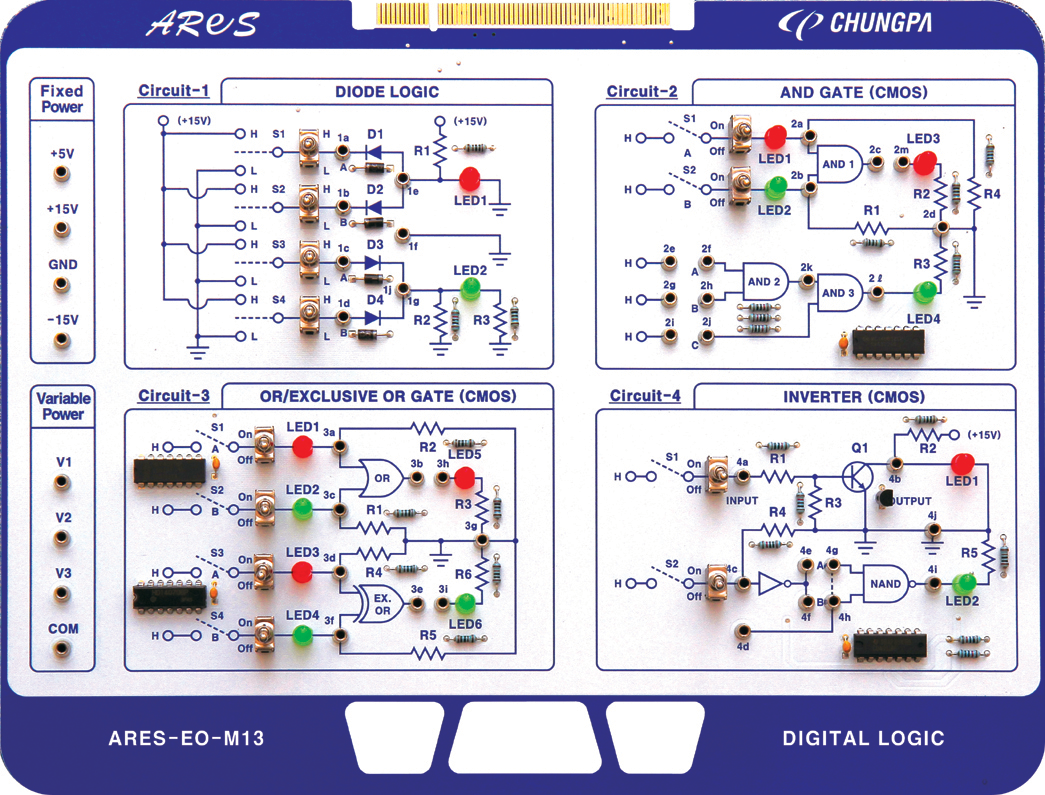 ARES
CHUNGPA
Fixed
Power
+5V
+15V
GND
−15V
Variable
Power
V1
V2
V3
COM
Circuit-1
DIODE LOGIC
(+15V)
H
L
H
L
H
L
H
L
S1
S2
S3
S4
H
L
H
L
H
L
H
L
1a
A
1b
B
1c
A
1d
B
D1
D2
D3
D4
R1
(+15V)
1e
LED1
1f
1j
1g
LED2
R2
R3
Circuit-2
AND GATE (CMOS)
H
S1
A
On
Off
LED1
2a
AND 1
2c
2m
LED3
H
S2
B
On
Off
LED2
2b
R2
R4
R1
2d
R3
H
2e
2f
A
AND 2
2k
H
2g
2h
B
AND 3
2ℓ
LED4
H
2i
2j
C
Circuit-3
OR/EXCLUSIVE OR GATE (CMOS)
S1
H
A
On
Off
LED1
3a
R2
LED5
OR
3b
3h
S2
H
B
On
Off
LED2
3c
R1
R3
3g
S3
H
A
On
Off
LED3
3d
R4
R6
EX.
OR
3e
3i
S4
H
B
On
Off
LED4
3f
R5
LED6
Circuit-4
INVERTER (CMOS)
S1
H
On
Off
4a
INPUT
R1
R3
Q1
R2
(+15V)
4b
LED1
OUTPUT
R4
4j
R5
S2
H
On
Off
4c
4e
4f
4g
A
B
4h
NAND
4i
LED2
4d
ARES-EO-M13
DIGITAL LOGIC